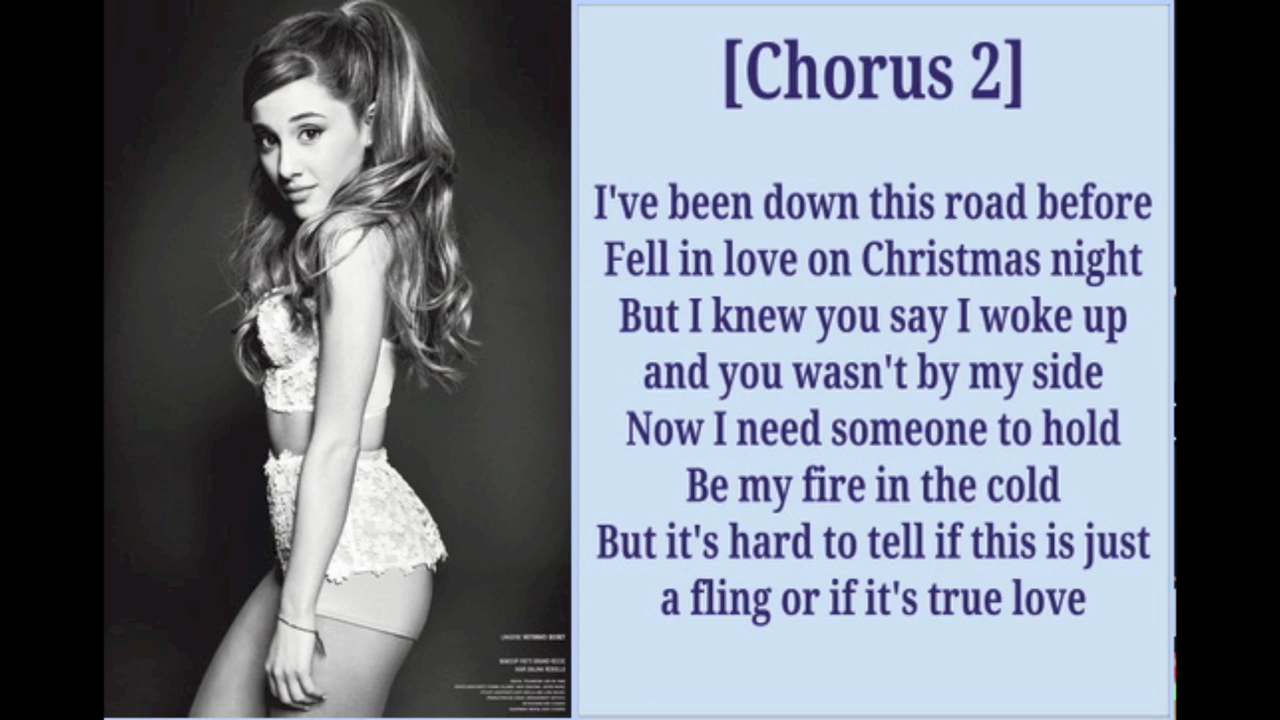 [Chorus 2]
I've been down this road before
Fell in love on Christmas night
But I knew you say I woke up
and you wasn't by my side
Now I need someone to hold
Be my fire in the cold
But it's hard to tell if this is just
a fling or if it's true love